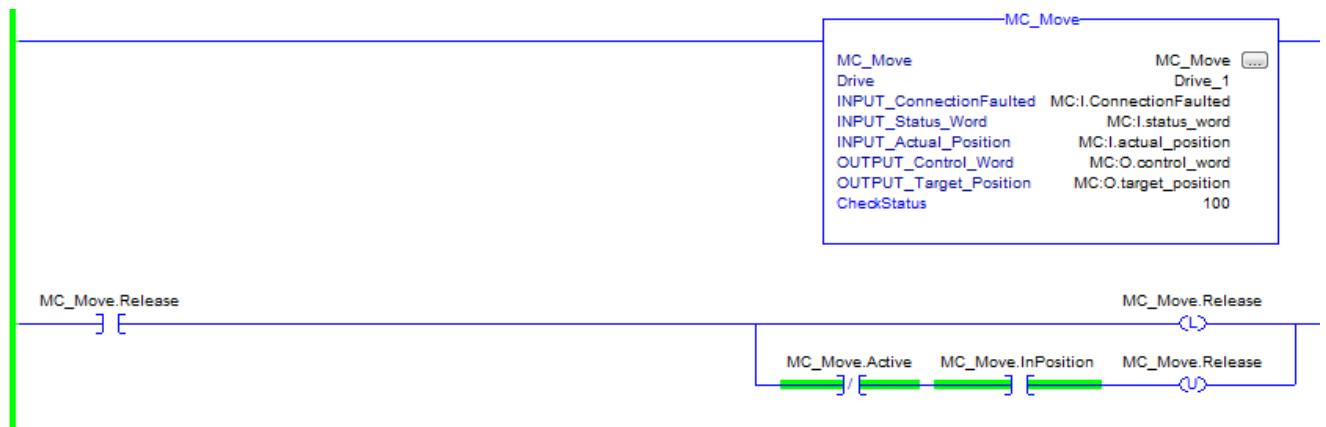 MC_Move
MC_Move MC_Move ...
Drive Drive_1
INPUT_ConnectionFaulted MC:I.ConnectionFaulted
INPUT_Status_Word MC:I.status_word
INPUT_Actual_Position MC:I.actual_position
OUTPUT_Control_Word MC:O.control_word
OUTPUT_Target_Position MC:O.target_position
CheckStatus 100
MC_Move.Release MC_Move.Release
L
MC_Move.Active MC_Move.InPosition MC_Move.Release
/ U